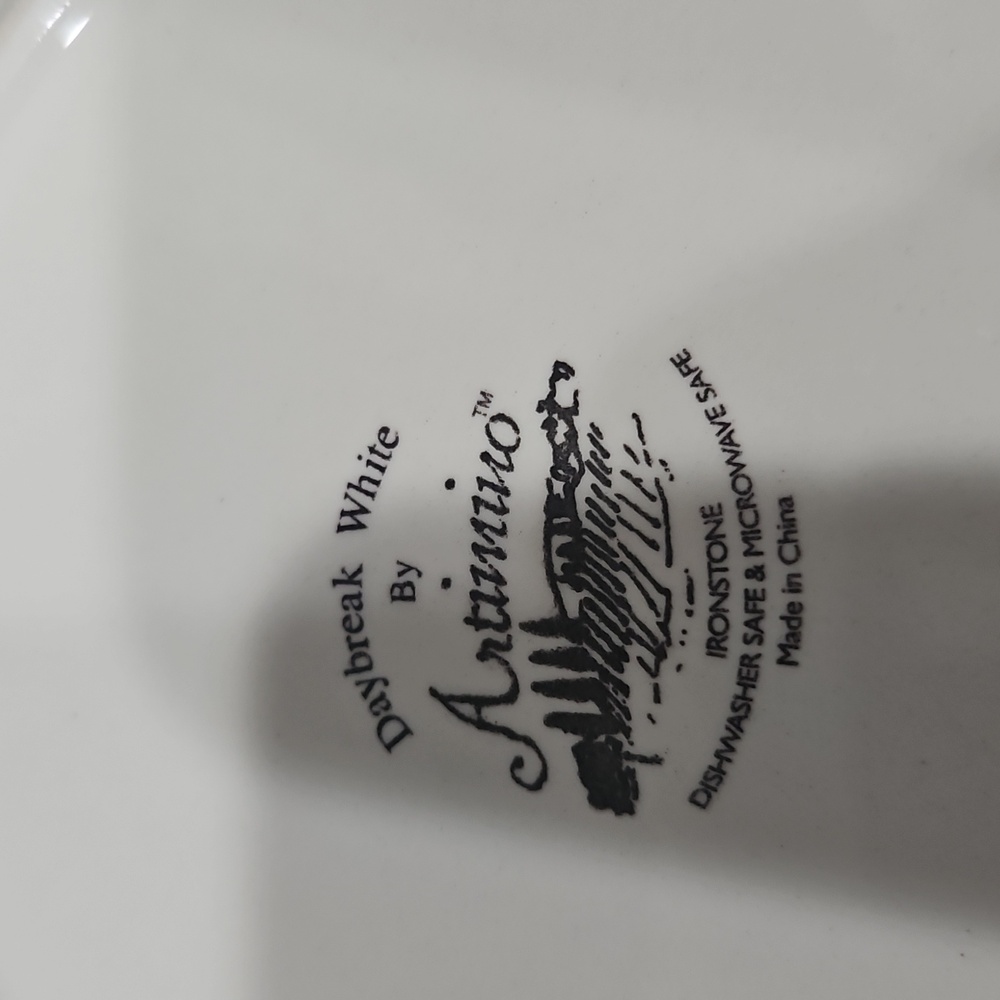 Daybreak White
By
Artimino™
IRONSTONE
DISHWASHER SAFE & MICROWAVE SAFE
Made in China